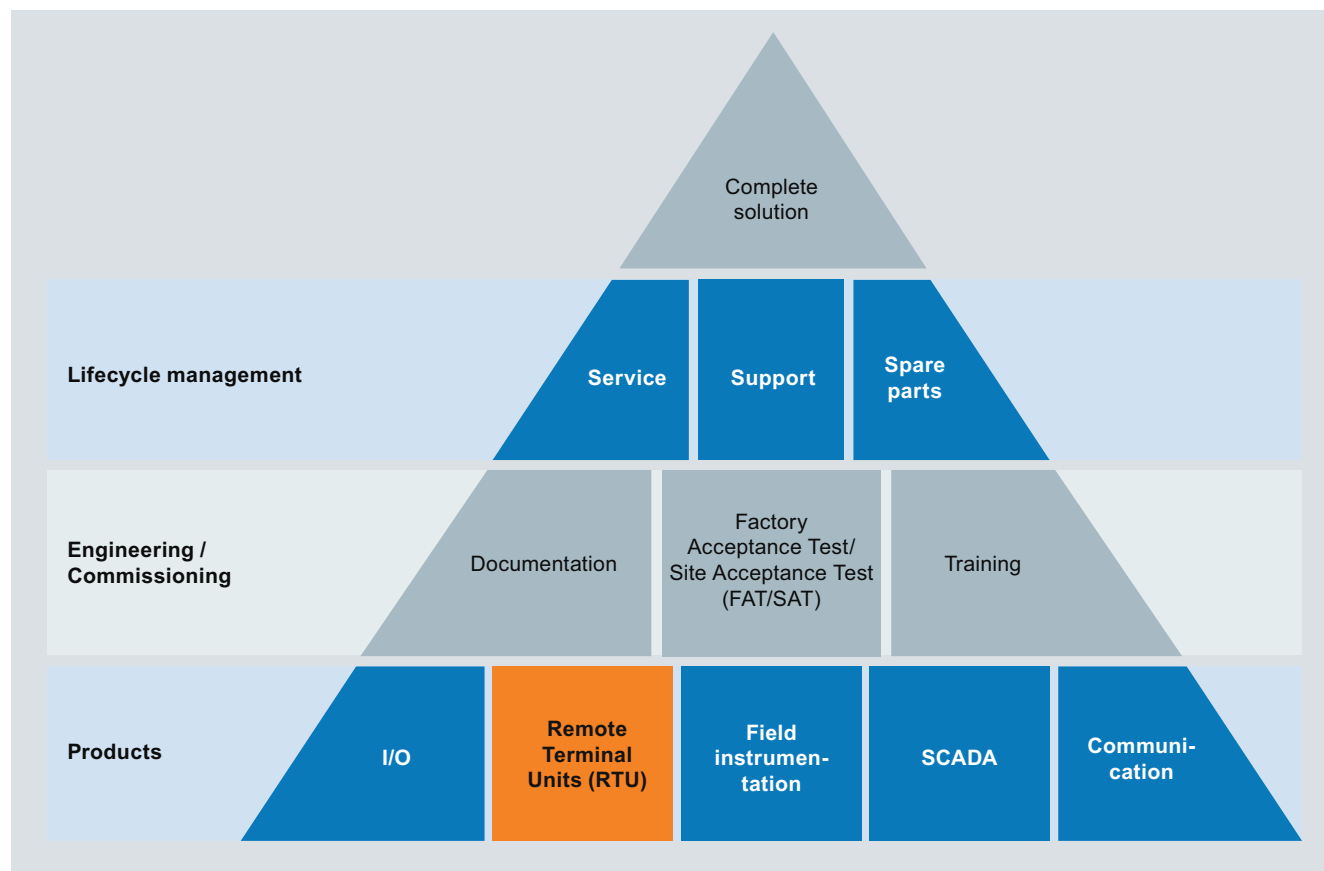 Complete
solution
Lifecycle management
Service
Support
Spare
parts
Engineering /
Commissioning
Documentation
Factory
Acceptance Test/
Site Acceptance Test
(FAT/SAT)
Training
Products
I/O
Remote
Terminal
Units (RTU)
Field
instrumen-
tation
SCADA
Communi-
cation